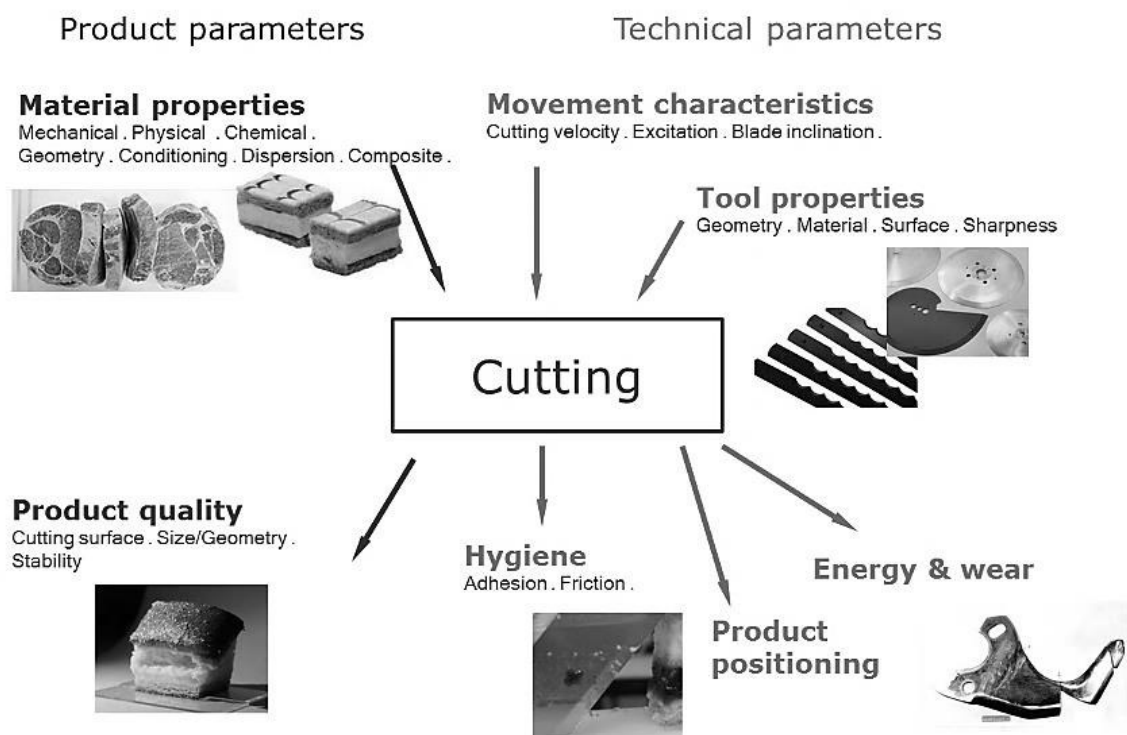 Product parameters
Technical parameters
Material properties
Mechanical . Physical . Chemical .
Geometry . Conditioning . Dispersion . Composite .
Movement characteristics
Cutting velocity . Excitation . Blade inclination .
Tool properties
Geometry . Material . Surface . Sharpness
Cutting
Product quality
Cutting surface . Size/Geometry .
Stability
Hygiene
Adhesion . Friction .
Product
positioning
Energy & wear